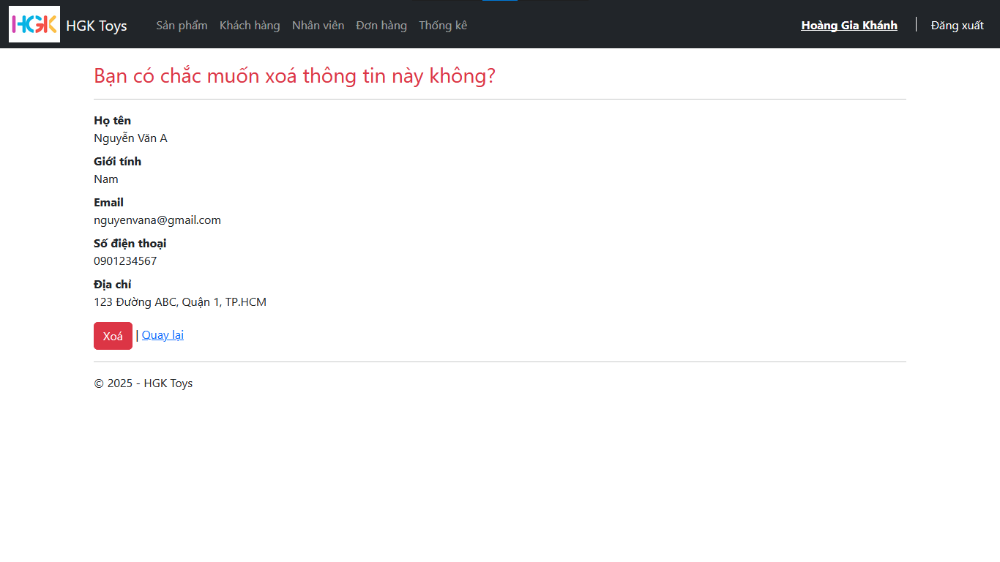 HGK HGK Toys Sản phẩm Khách hàng Nhân viên Đơn hàng Thống kê Hoàng Gia Khánh Đăng xuất
Bạn có chắc muốn xoá thông tin này không?
Họ tên
Nguyễn Văn A
Giới tính
Nam
Email
nguyenvana@gmail.com
Số điện thoại
0901234567
Địa chỉ
123 Đường ABC, Quận 1, TP.HCM
Xoá | Quay lại
© 2025 - HGK Toys